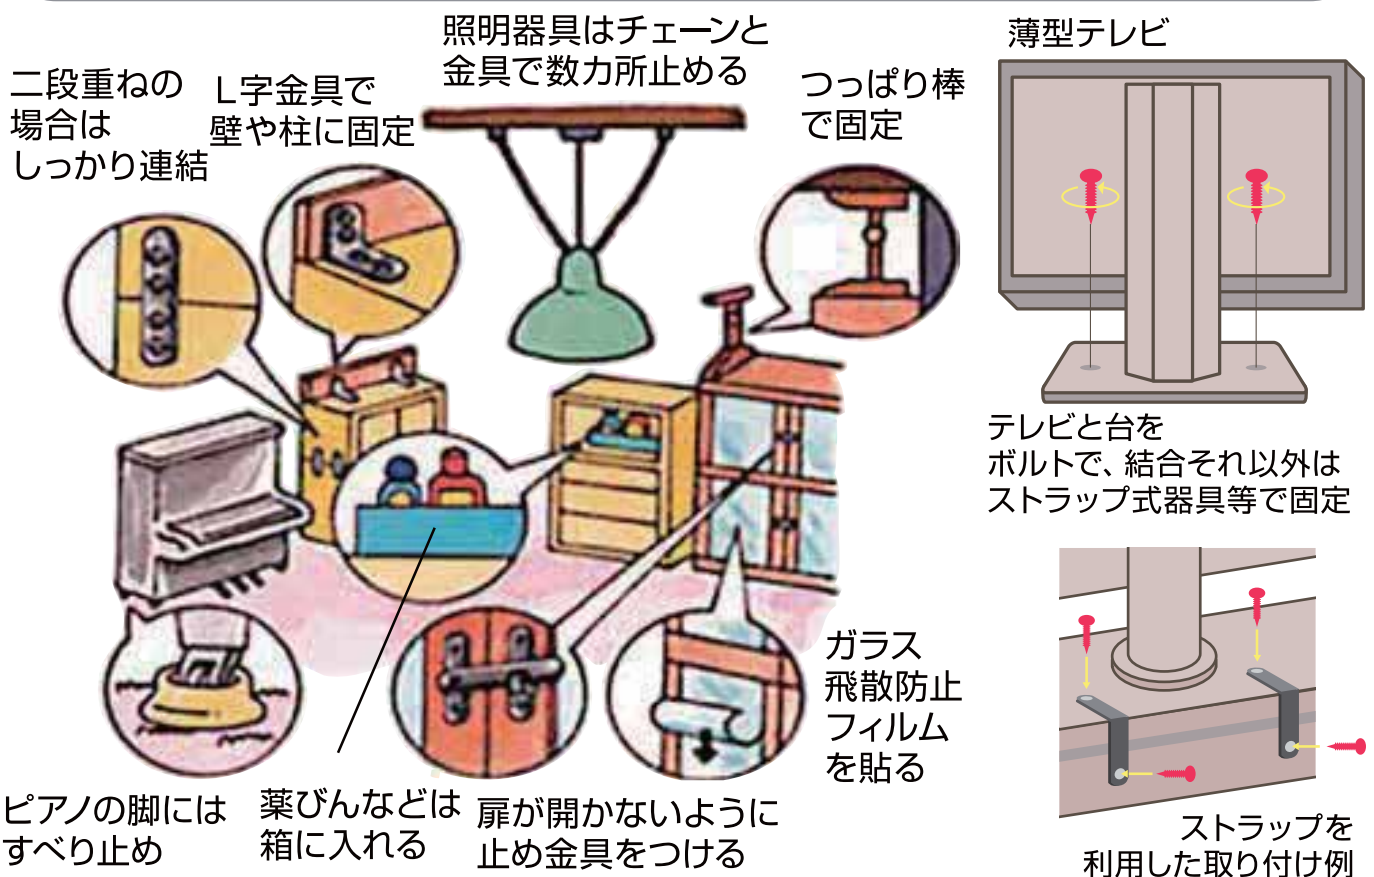 二段重ねの
場合は
しっかり連結
L字金具で
壁や柱に固定
照明器具はチェーンと
金具で数カ所止める
つっぱり棒
で固定
薄型テレビ
テレビと台を
ボルトで、結合それ以外は
ストラップ式器具等で固定
ガラス
飛散防止
フィルム
を貼る
ピアノの脚には
すべり止め
薬びんなどは
箱に入れる
扉が開かないように
止め金具をつける
ストラップを
利用した取り付け例